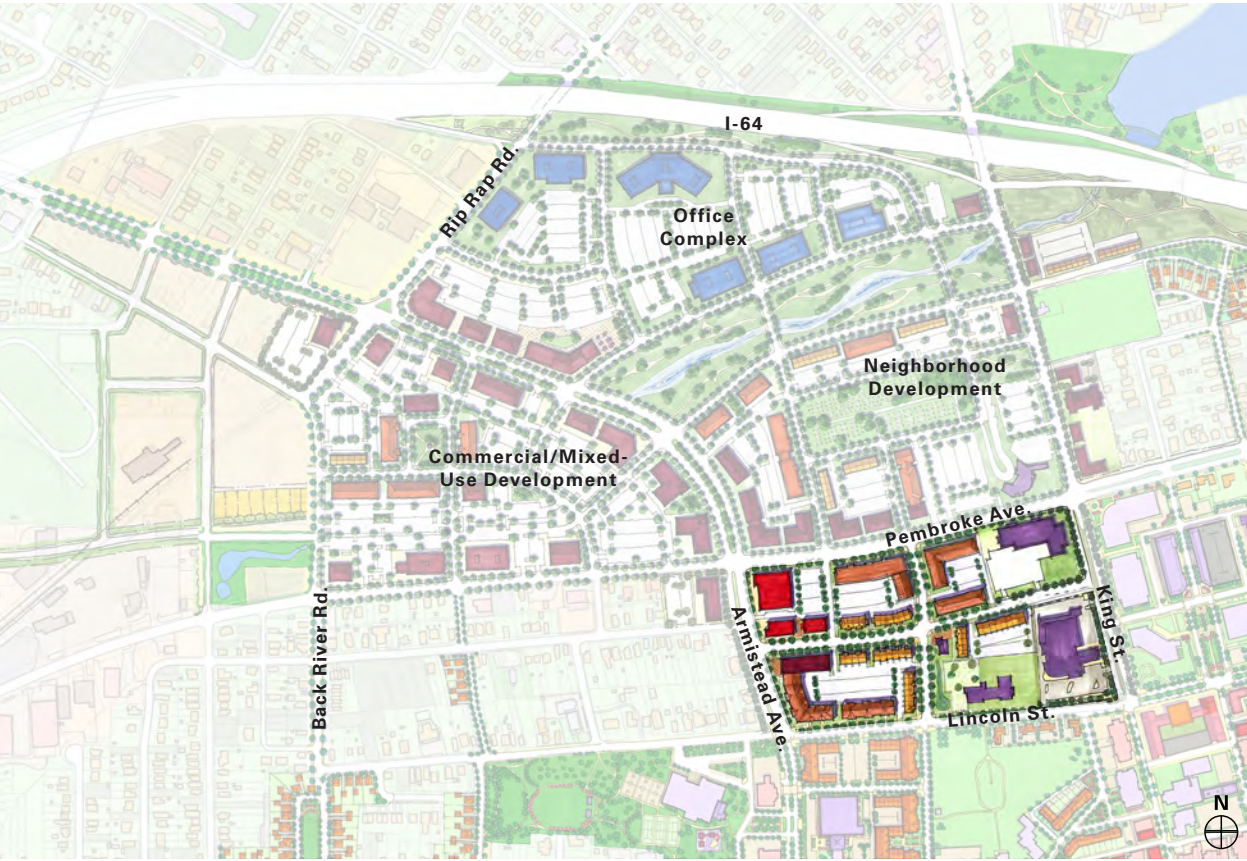 I-64
Rip Rap Rd.
Office
Complex
Neighborhood
Development
Commercial/Mixed-
Use Development
Pembroke Ave.
Back River Rd.
Armistead Ave.
King St.
Lincoln St.
N